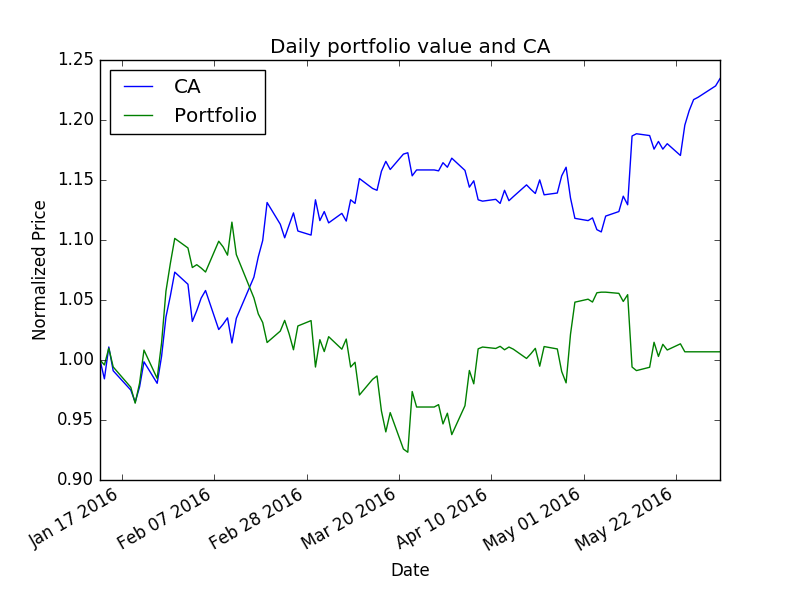 Daily portfolio value and CA
CA
Portfolio
1.25
1.20
1.15
1.10
1.05
1.00
0.95
0.90
Normalized Price
Jan 17 2016
Feb 07 2016
Feb 28 2016
Mar 20 2016
Apr 10 2016
May 01 2016
May 22 2016
Date